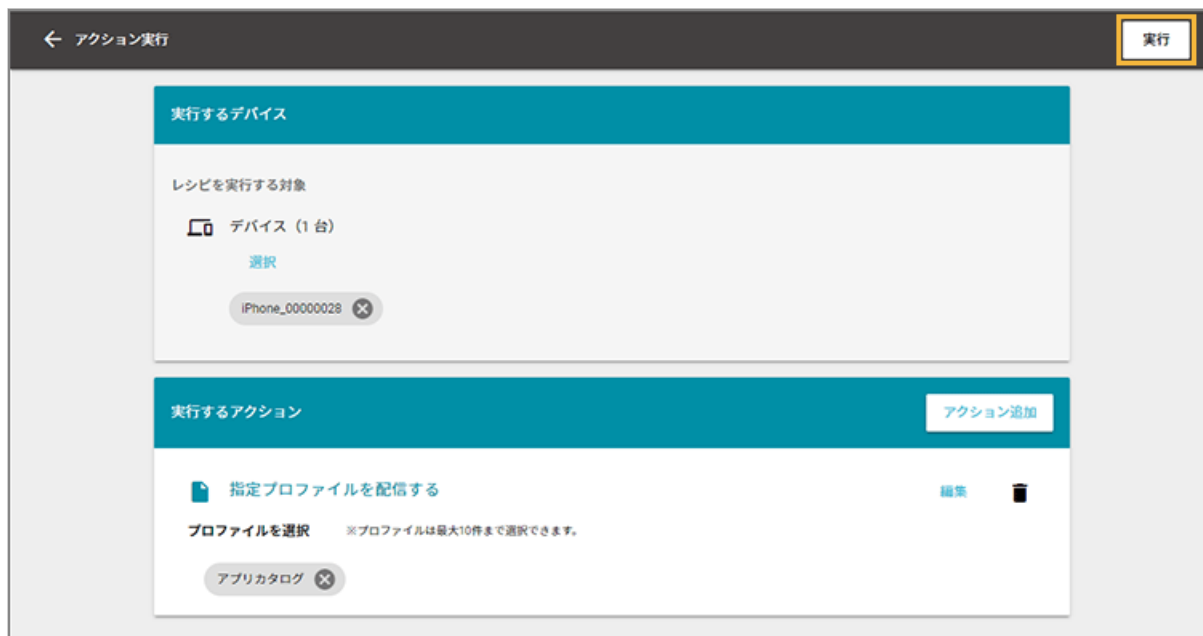 アクション実行
実行
実行するデバイス
レシピを実行する対象
デバイス（1 台）
選択
iPhone_00000028
実行するアクション
アクション追加
指定プロファイルを配信する
編集
プロファイルを選択 ※プロファイルは最大10件まで選択できます。
アプリカタログ